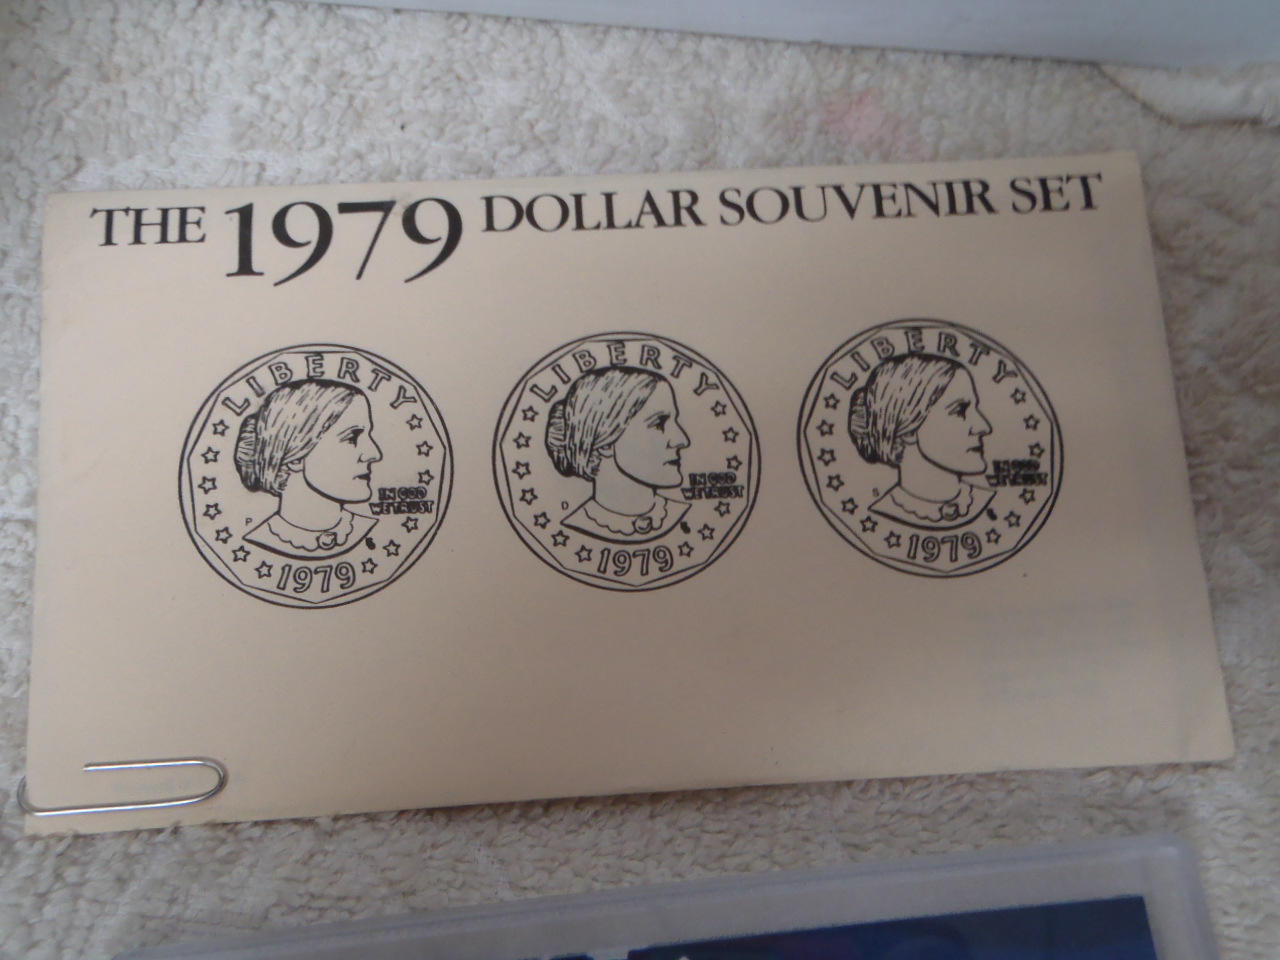 THE 1979 DOLLAR SOUVENIR SET
LIBERTY
IN GOD
WE TRUST
P
1979
LIBERTY
IN GOD
WE TRUST
D
1979
LIBERTY
IN GOD
WE TRUST
S
1979